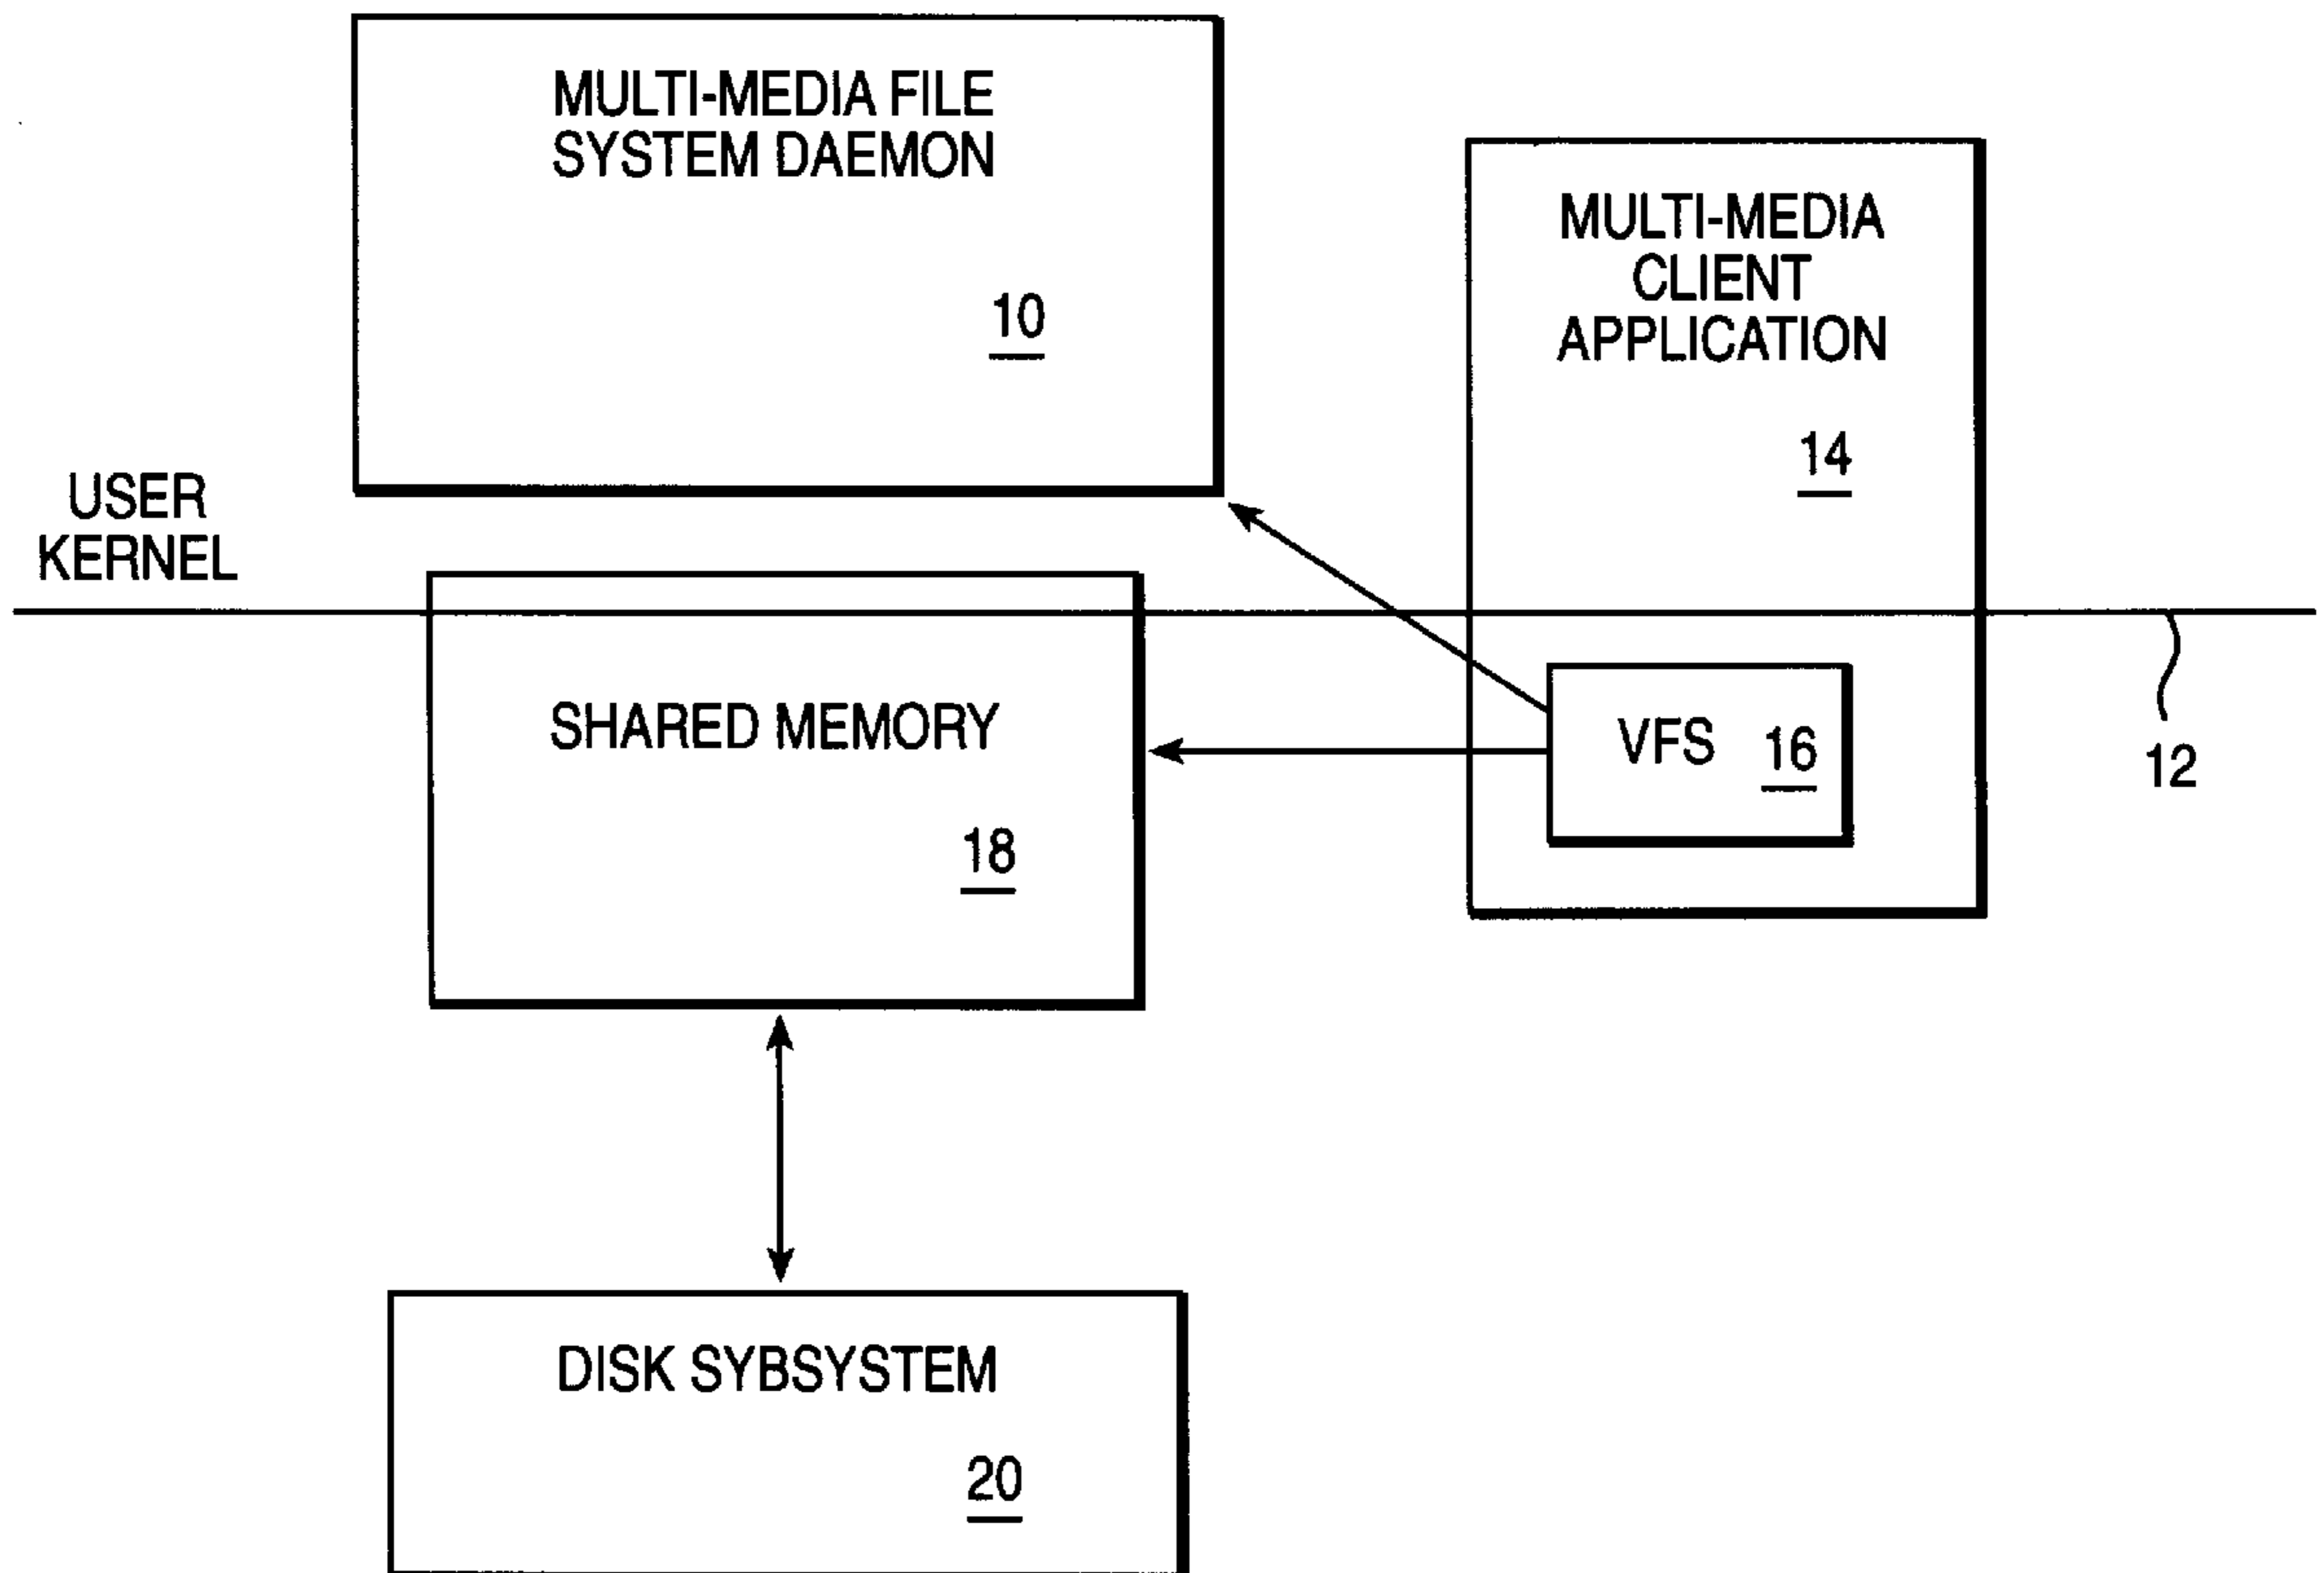 MULTI-MEDIA FILE
SYSTEM DAEMON
10
MULTI-MEDIA
CLIENT
APPLICATION
14
USER
KERNEL
SHARED MEMORY
18
VFS 16
12
DISK SYBSYSTEM
20